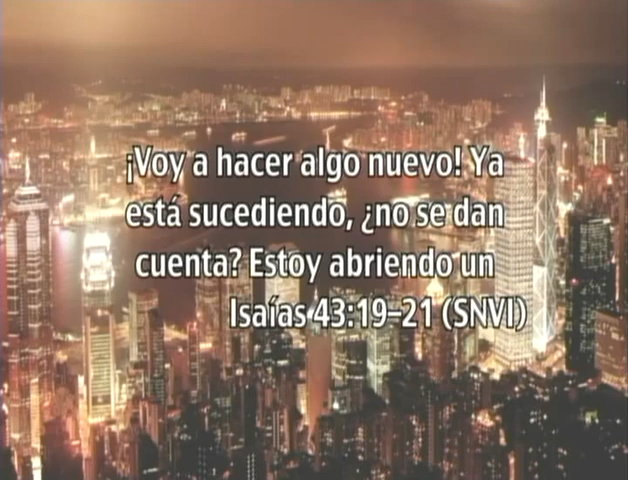 ¡Voy a hacer algo nuevo! Ya
está sucediendo, ¿no se dan
cuenta? Estoy abriendo un
Isaías 43:19–21 (SNVI)